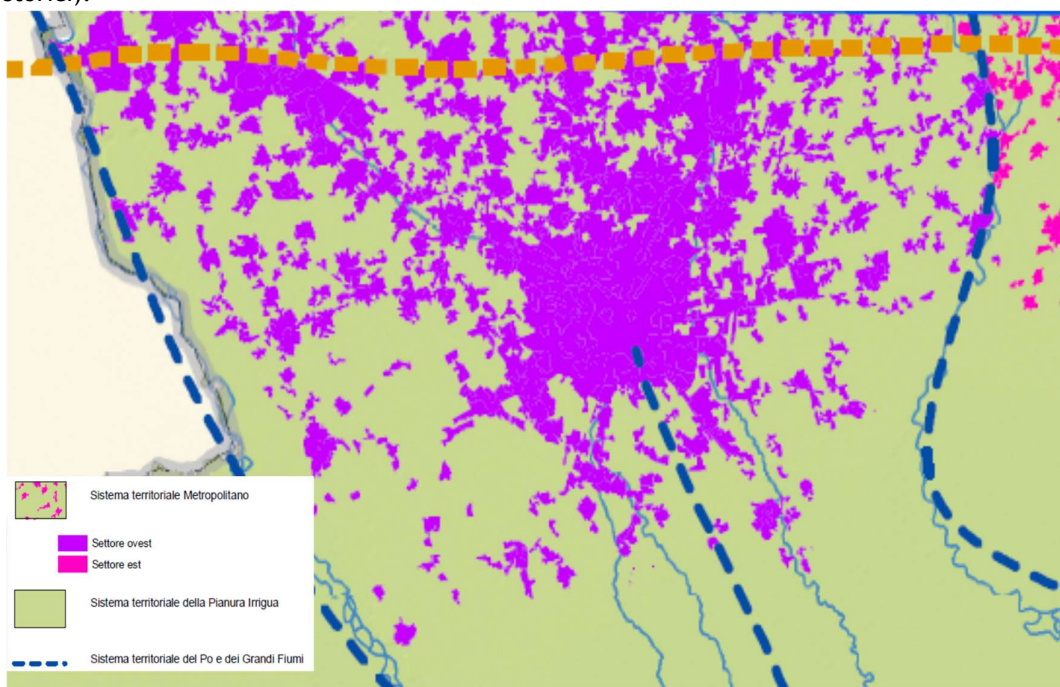 Sistema territoriale Metropolitano
Settore ovest
Settore est
Sistema territoriale della Pianura Irrigua
Sistema territoriale del Po e dei Grandi Fiumi